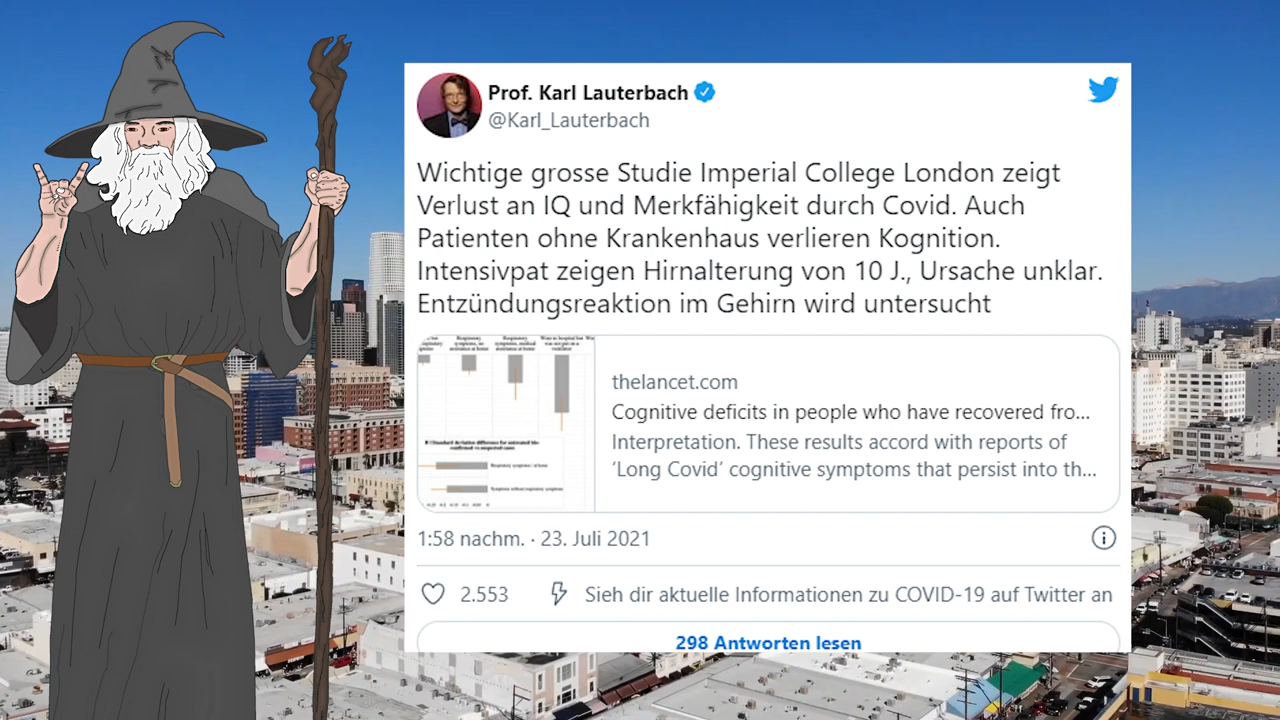 Prof. Karl Lauterbach
@Karl_Lauterbach
Wichtige grosse Studie Imperial College London zeigt
Verlust an IQ und Merkfähigkeit durch Covid. Auch
Patienten ohne Krankenhaus verlieren Kognition.
Intensivpat zeigen Hirnalterung von 10 J., Ursache unklar.
Entzündungsreaktion im Gehirn wird untersucht
thelancet.com
Cognitive deficits in people who have recovered fro...
Interpretation. These results accord with reports of
‘Long Covid’ cognitive symptoms that persist into th...
1:58 nachm. · 23. Juli 2021
2.553
Sieh dir aktuelle Informationen zu COVID-19 auf Twitter an
298 Antworten lesen